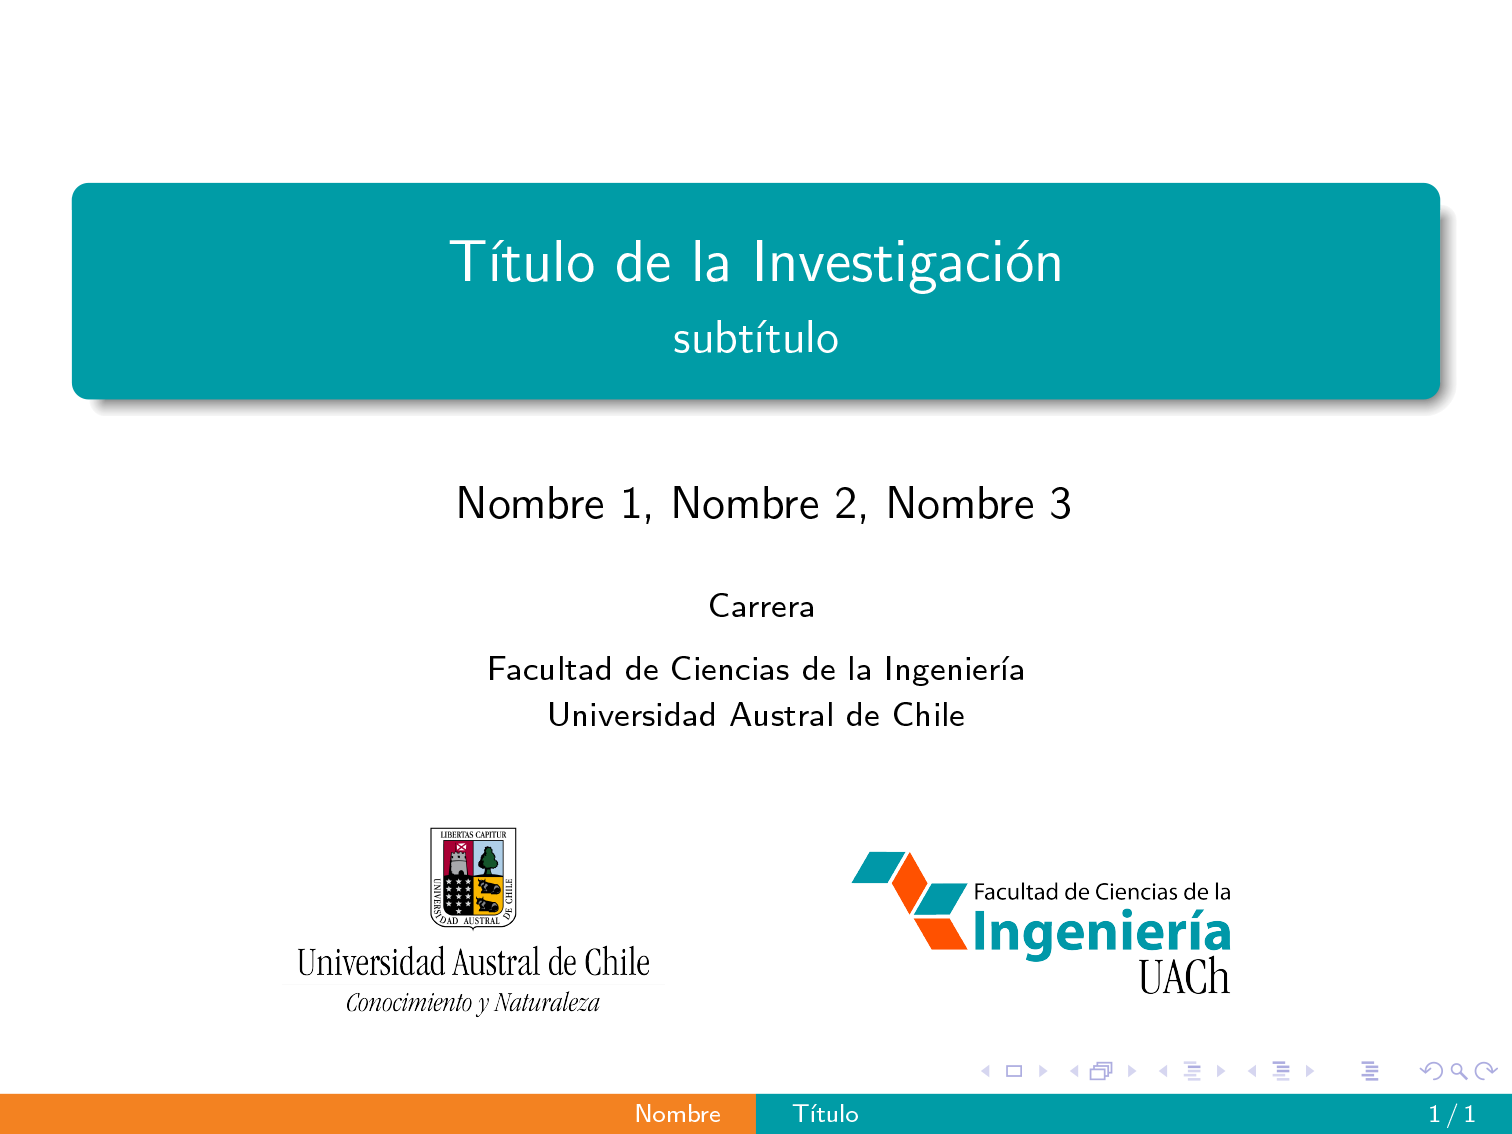 Título de la Investigación
subtítulo
Nombre 1, Nombre 2, Nombre 3
Carrera
Facultad de Ciencias de la Ingeniería
Universidad Austral de Chile
LIBERTAS CAPITUR
UNIVERSIDAD AUSTRAL DE CHILE
Universidad Austral de Chile
Conocimiento y Naturaleza
Facultad de Ciencias de la
Ingeniería
UACh
Nombre Título 1 / 1